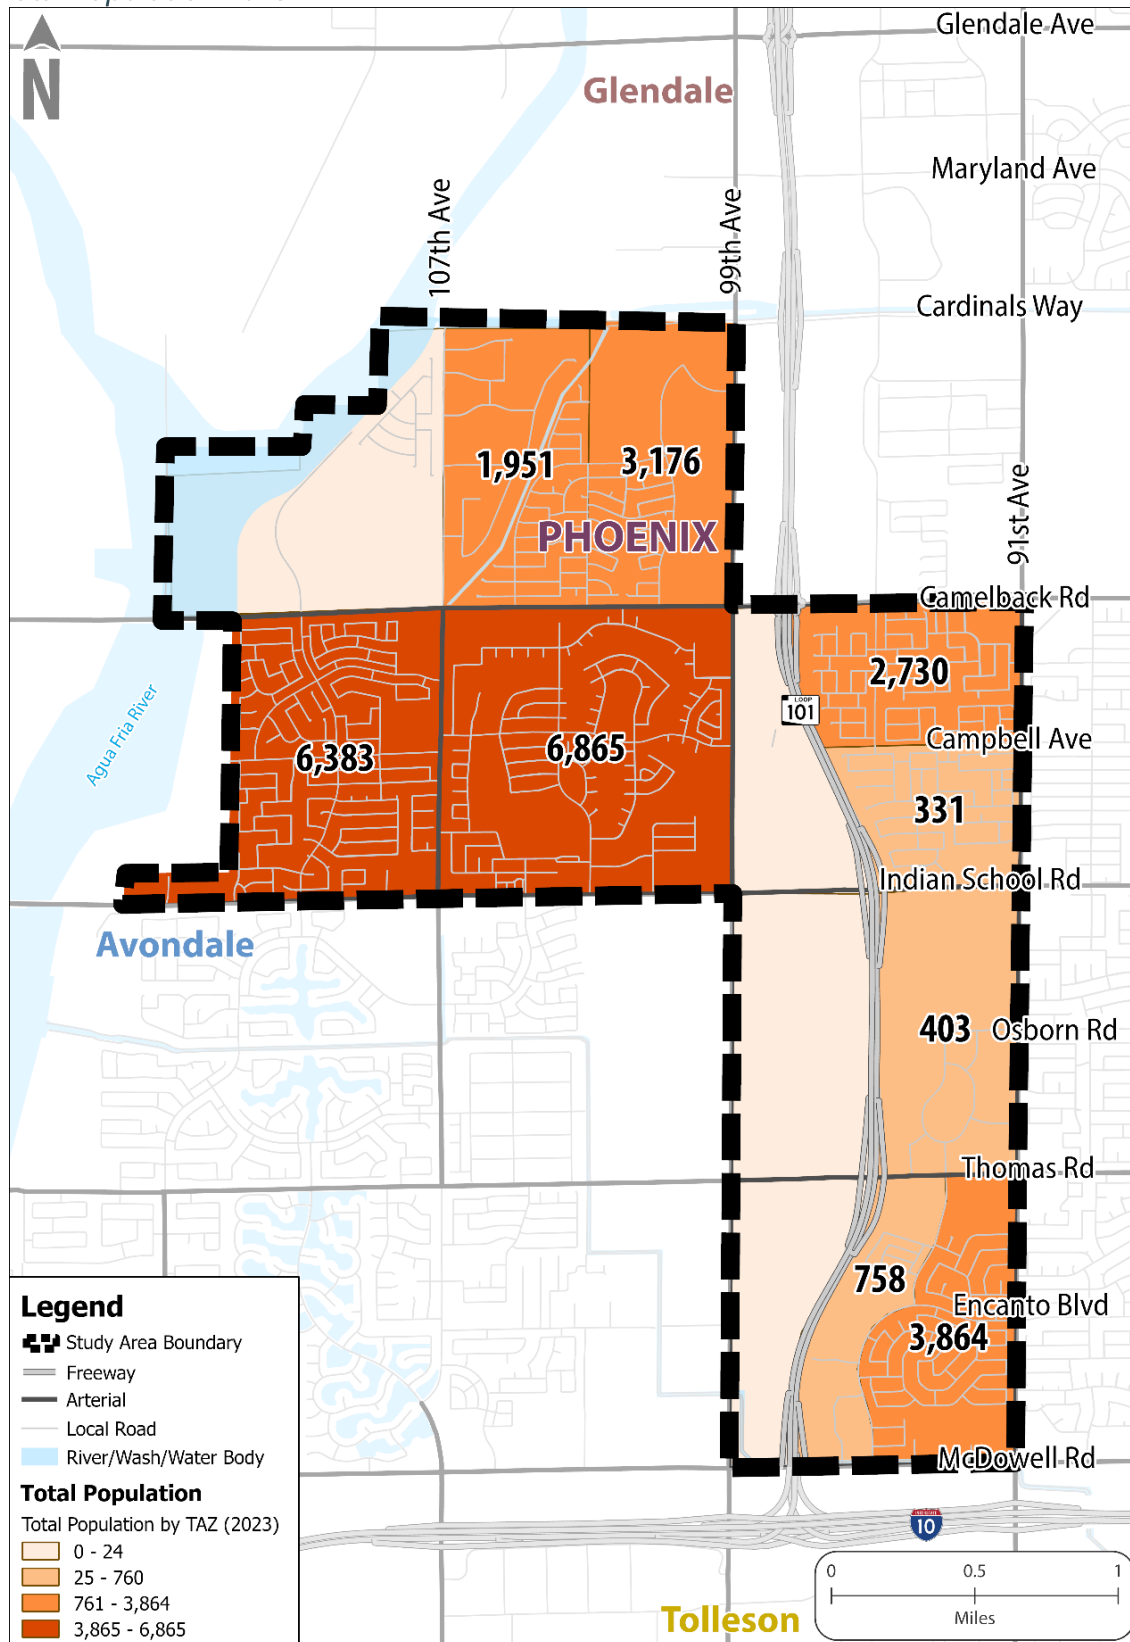 N
Glendale Ave
Glendale
Maryland Ave
107th Ave
99th Ave
Cardinals Way
1,951
3,176
PHOENIX
91st Ave
Camelback Rd
2,730
LOOP
101
Campbell Ave
Agua Fria River
6,383
6,865
331
Indian School Rd
Avondale
403
Osborn Rd
Thomas Rd
758
Encanto Blvd
3,864
McDowell Rd
10
Tolleson
Legend
Study Area Boundary
Freeway
Arterial
Local Road
River/Wash/Water Body
Total Population
Total Population by TAZ (2023)
0 - 24
25 - 760
761 - 3,864
3,865 - 6,865
0 0.5 1
Miles